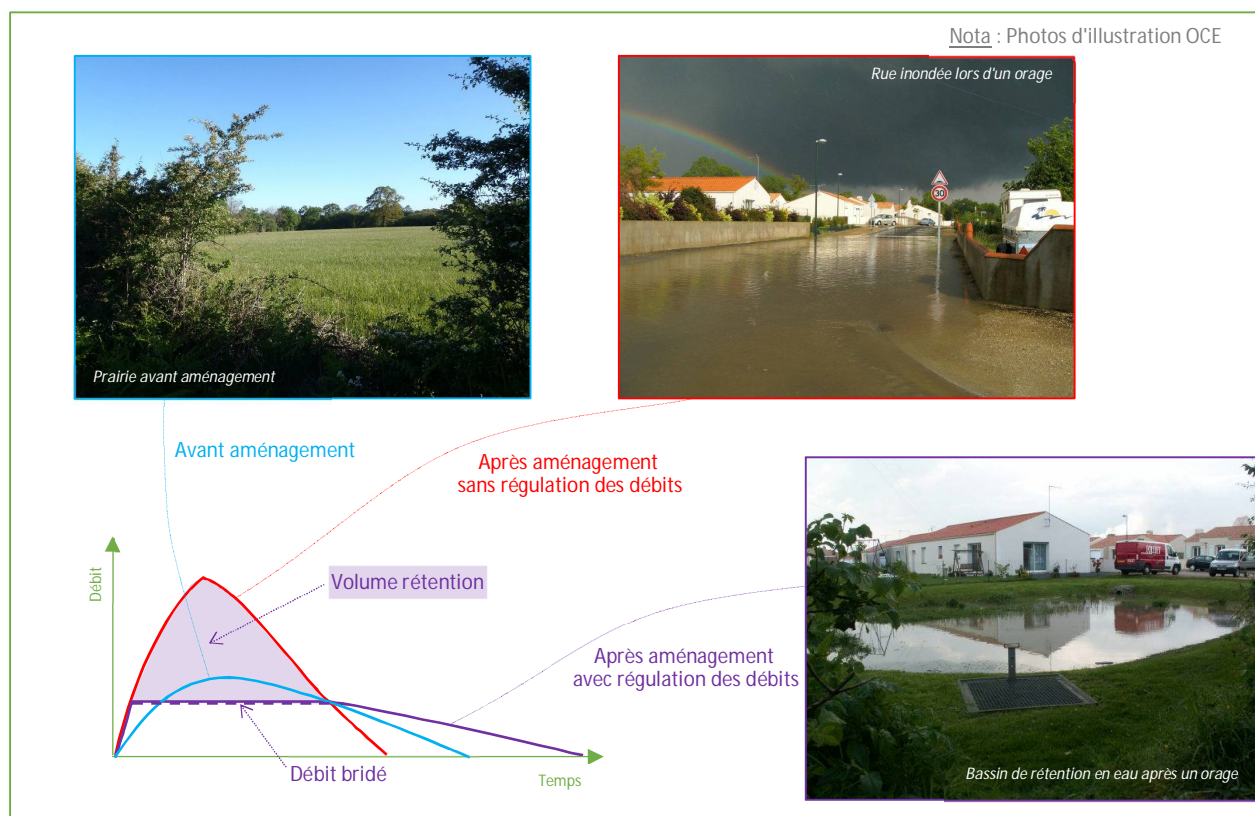 Nota : Photos d'illustration OCE
Rue inondée lors d'un orage
30
Prairie avant aménagement
Avant aménagement
Après aménagement
sans régulation des débits
Volume rétention
Débit
Après aménagement
avec régulation des débits
Débit bridé
Temps
Bassin de rétention en eau après un orage